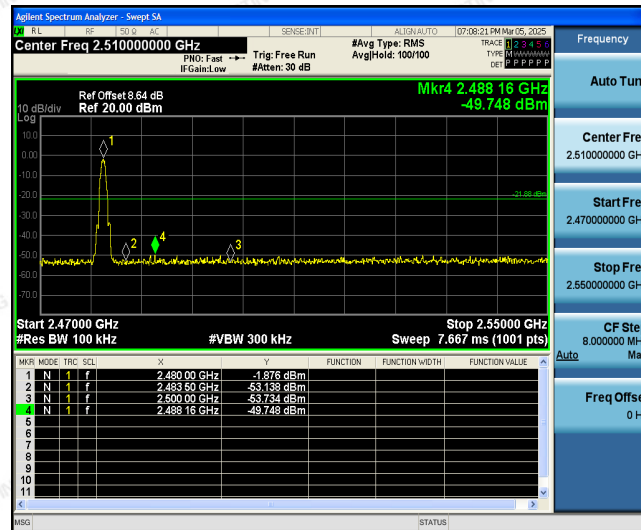 Agilent Spectrum Analyzer - Swept SA
LXI RL RF 50 Ω AC SENSE:INT ALIGN AUTO 07:08:21 PM Mar 05, 2025
Center Freq 2.510000000 GHz
PNO: Fast
IFGain:Low
Trig: Free Run
#Atten: 30 dB
#Avg Type: RMS
Avg|Hold: 100/100
TRACE 1 2 3 4 5 6
TYPE M W W W W W
DET P P P P P P
Frequency
Ref Offset 8.64 dB
Ref 20.00 dBm
Mkr4 2.488 16 GHz
-49.748 dBm
10 dB/div
Log
10.0
0.00
-10.0
-20.0
-30.0
-40.0
-50.0
-60.0
-70.0
1
2
4
3
-21.88 dBm
Start 2.47000 GHz
Stop 2.55000 GHz
#Res BW 100 kHz
#VBW 300 kHz
Sweep 7.667 ms (1001 pts)
MKR MODE TRC SCL X Y FUNCTION FUNCTION WIDTH FUNCTION VALUE
1 N 1 f 2.480 00 GHz -1.876 dBm
2 N 1 f 2.483 50 GHz -53.138 dBm
3 N 1 f 2.500 00 GHz -53.734 dBm
4 N 1 f 2.488 16 GHz -49.748 dBm
5
6
7
8
9
10
11
MSG
STATUS
Auto Tun
Center Fre
2.510000000 GH
Start Fre
2.470000000 GH
Stop Fre
2.550000000 GH
CF Ste
8.000000 MH
Auto Ma
Freq Offse
0 H